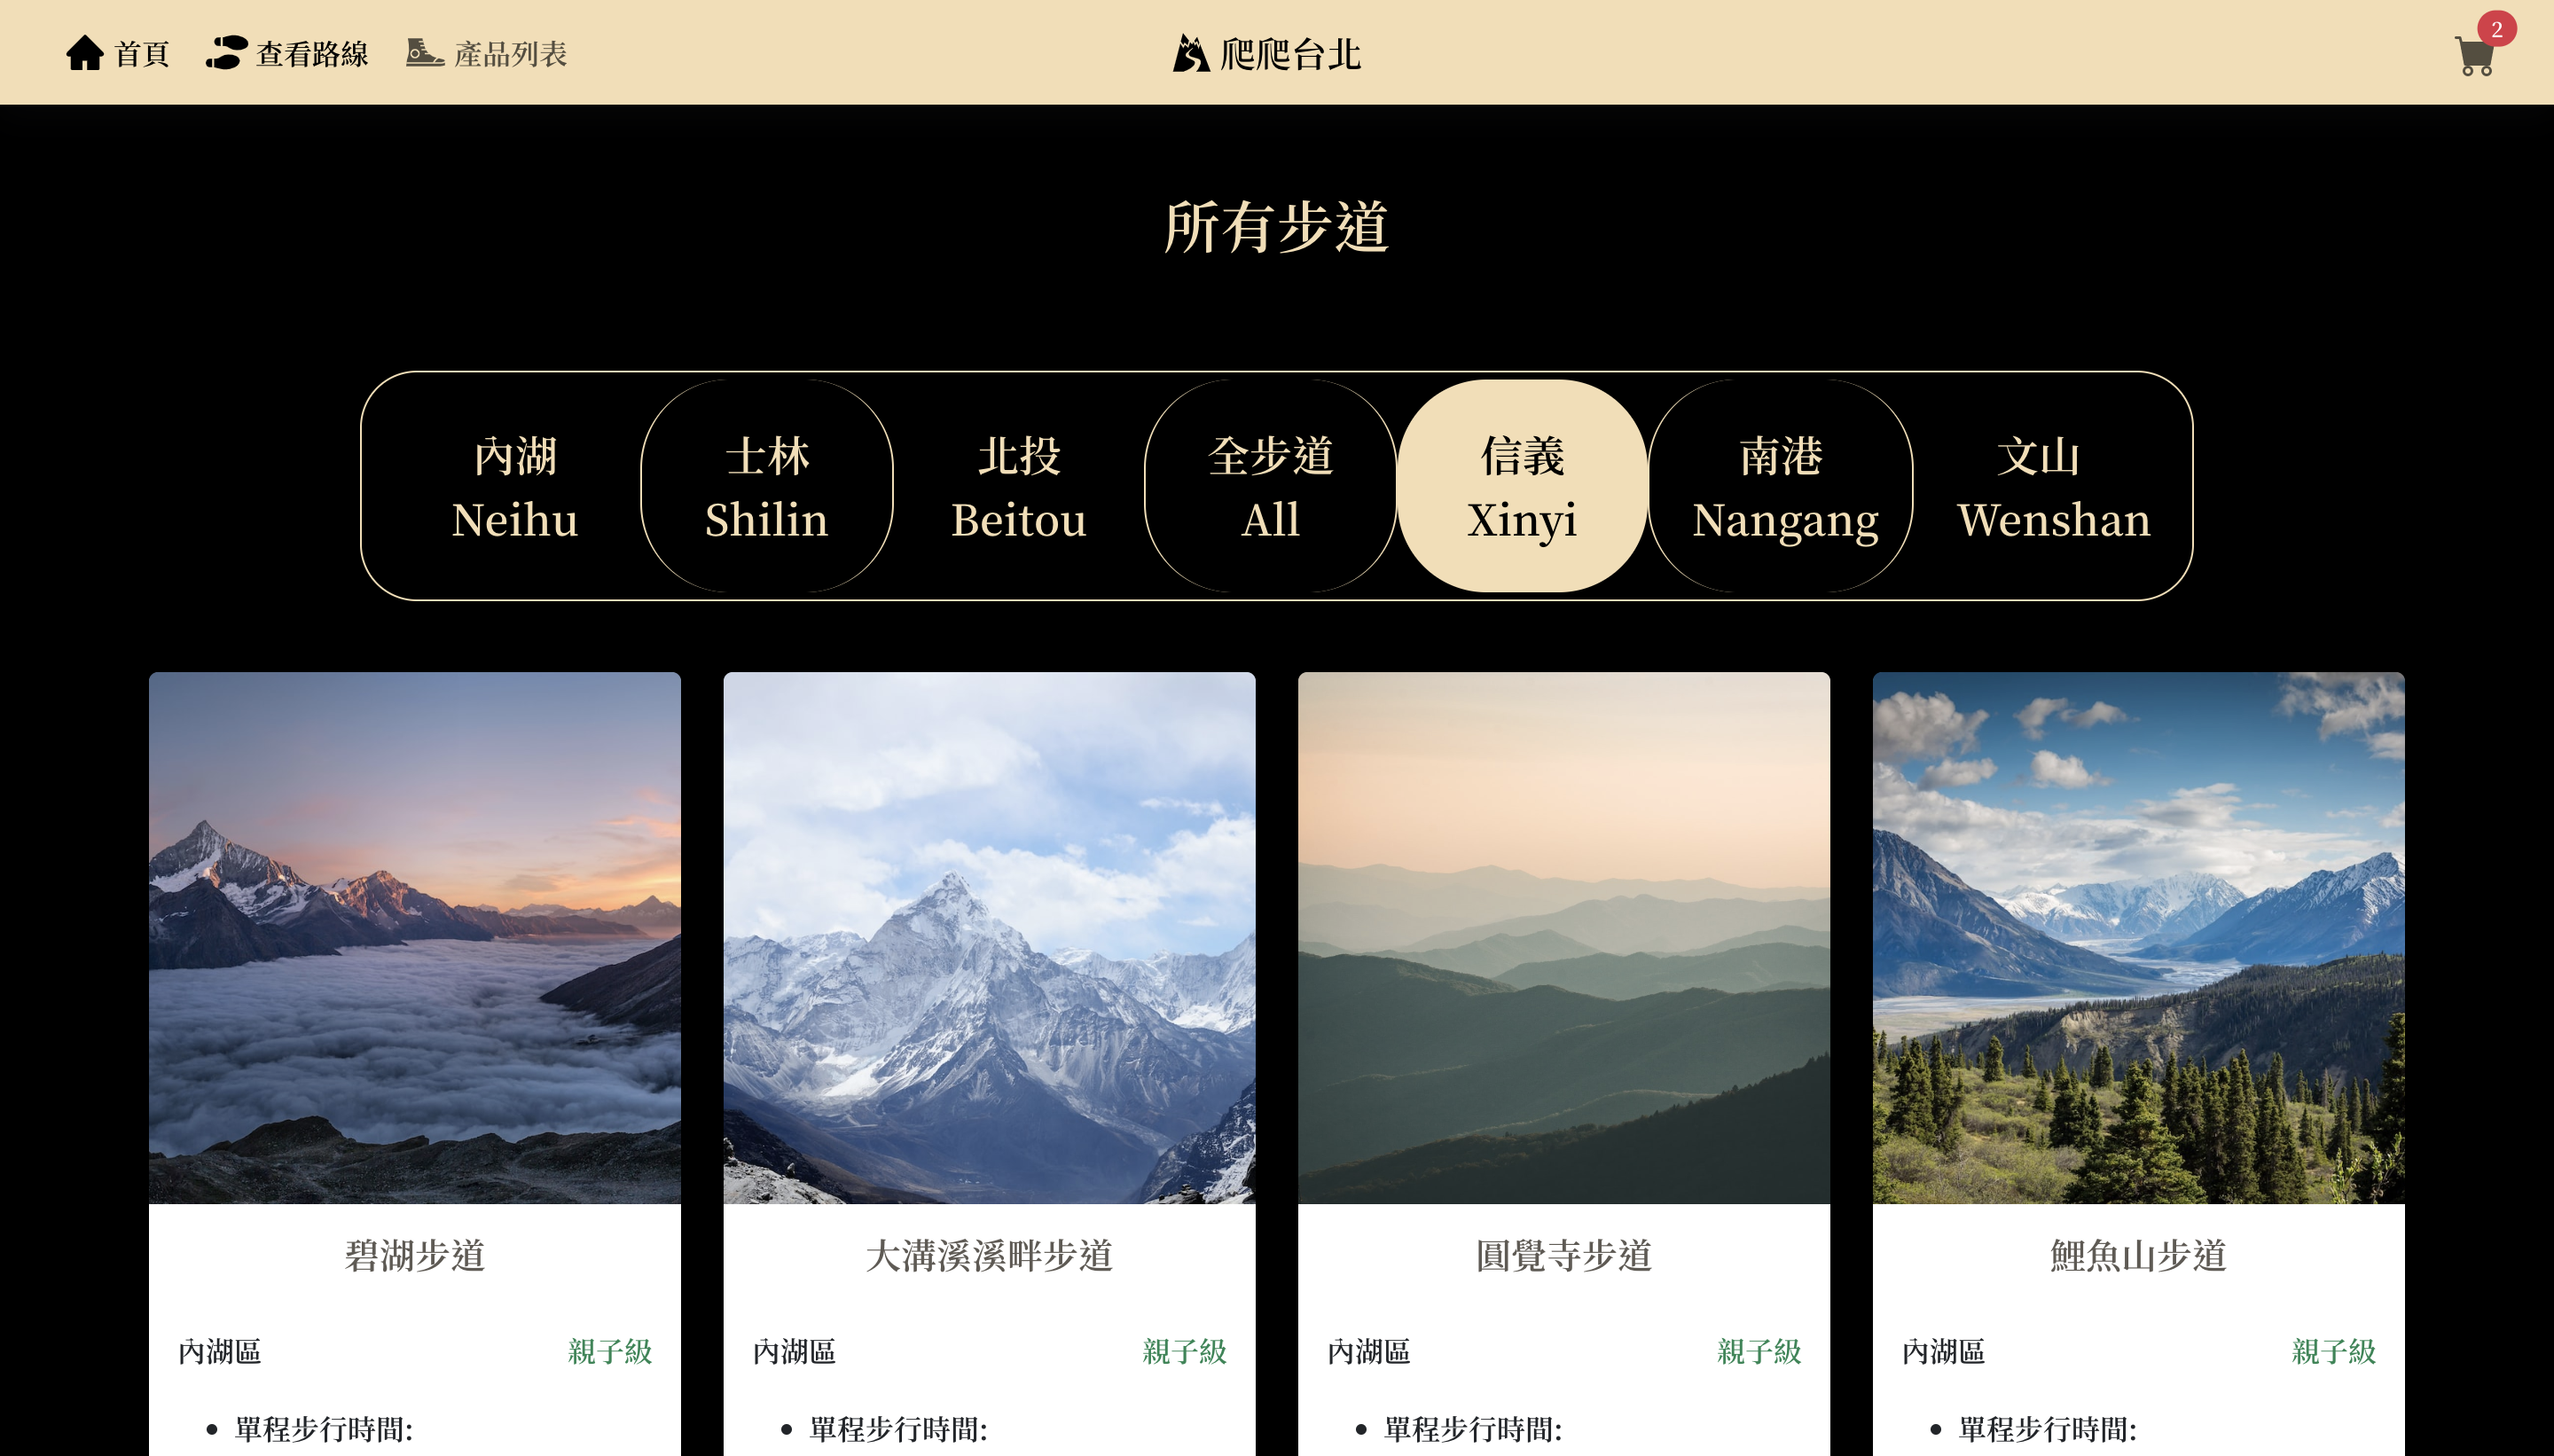 首頁
查看路線
產品列表
爬爬台北
2
所有步道
內湖
Neihu
士林
Shilin
北投
Beitou
全步道
All
信義
Xinyi
南港
Nangang
文山
Wenshan
碧湖步道
內湖區
親子級
單程步行時間:
大溝溪溪畔步道
內湖區
親子級
單程步行時間:
圓覺寺步道
內湖區
親子級
單程步行時間:
鯉魚山步道
內湖區
親子級
單程步行時間: